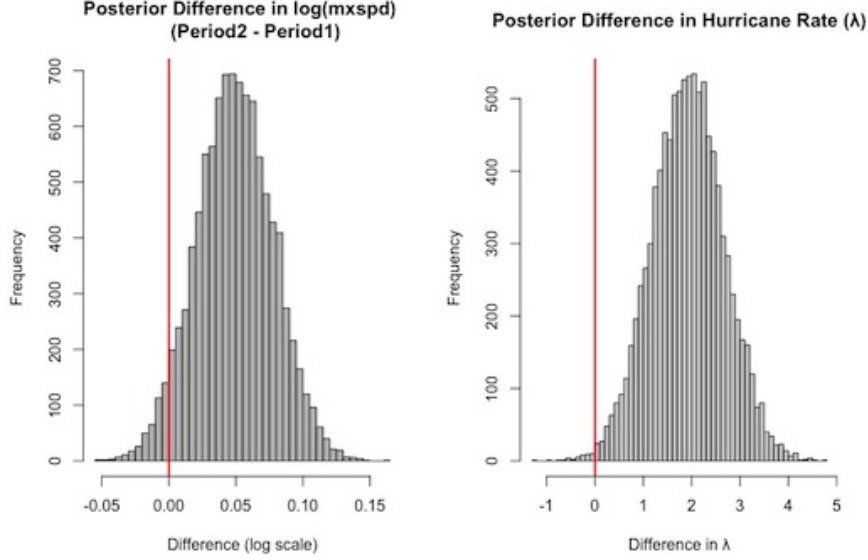 Posterior Difference in log(mxspd)
(Period2 - Period1)
Frequency
700
600
500
400
300
200
100
0
-0.05 0.00 0.05 0.10 0.15
Difference (log scale)
Posterior Difference in Hurricane Rate (λ)
Frequency
500
400
300
200
100
0
-1 0 1 2 3 4 5
Difference in λ